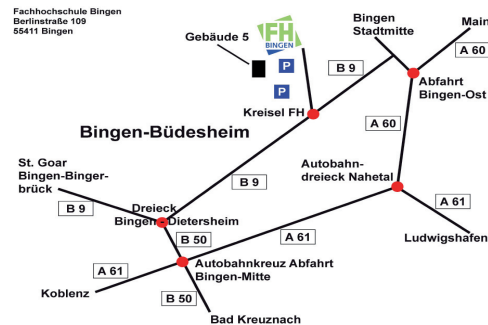 Fachhochschule Bingen
Berlinstraße 109
55411 Bingen
Gebäude 5
FH
BINGEN
P
P
Bingen
Stadtmitte
Main
A 60
B 9
Abfahrt
Bingen-Ost
Kreisel FH
A 60
Bingen-Büdesheim
St. Goar
Bingen-Binger-
brück
Autobahn-
dreieck Nahetal
B 9
B 9
Dreieck
Bingen-Dietersheim
A 61
B 50
A 61
Ludwigshafen
A 61
Autobahnkreuz Abfahrt
Bingen-Mitte
Koblenz
B 50
Bad Kreuznach